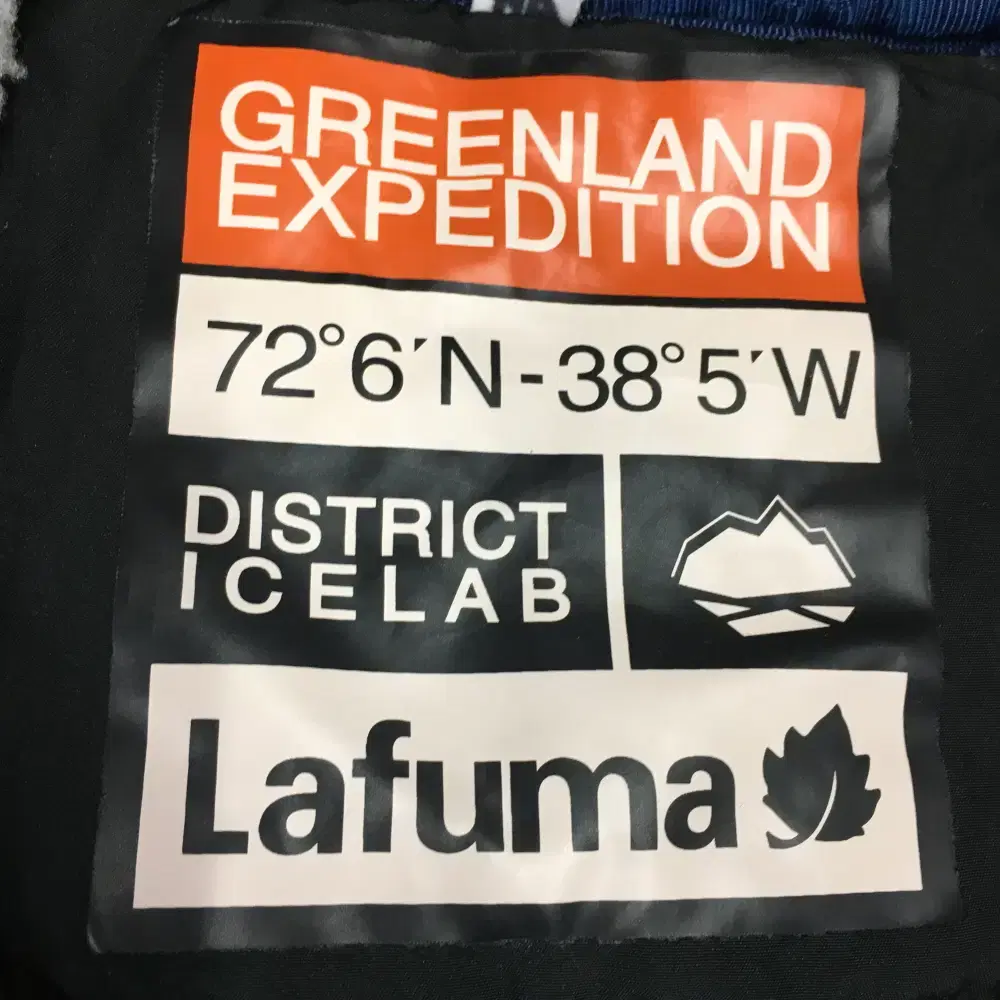 GREENLAND
EXPEDITION
72°6′N-38°5′W
DISTRICT
ICELAB
Lafuma